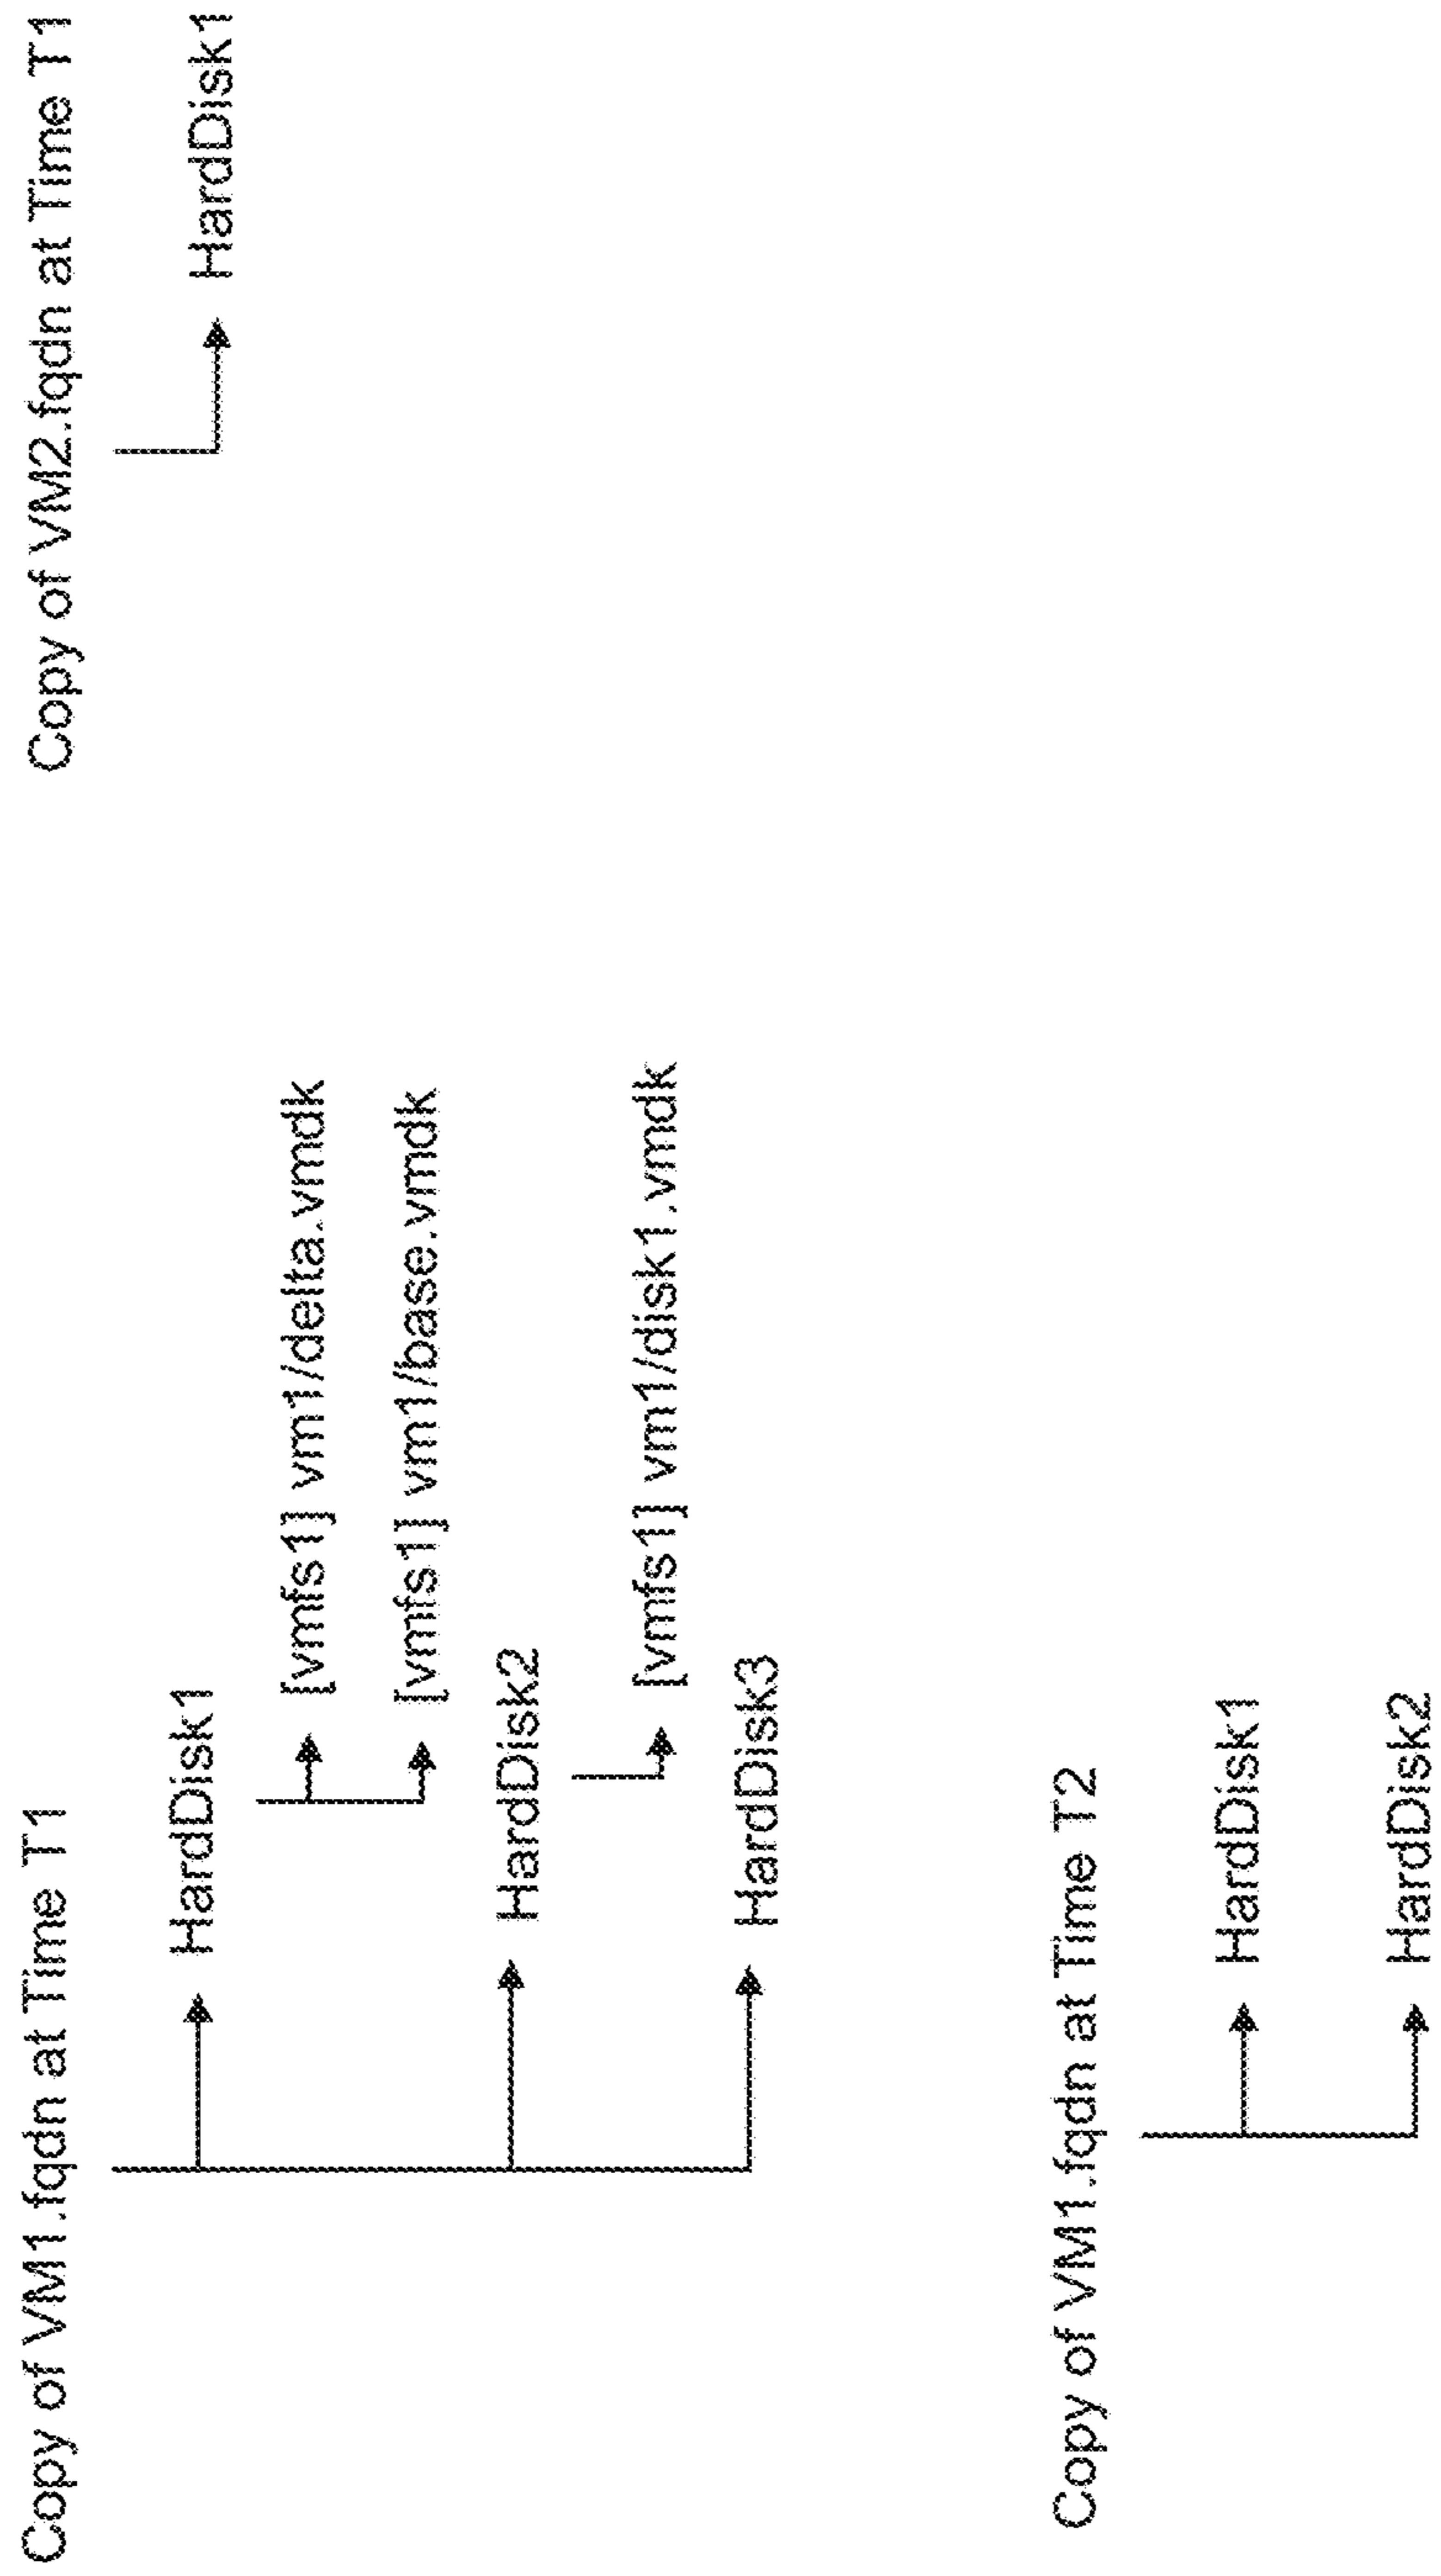 Copy of VM1.fqdn at Time T1
HardDisk1
[vmfs1] vm1/delta.vmdk
[vmfs1] vm1/base.vmdk
HardDisk2
[vmfs1] vm1/disk1.vmdk
HardDisk3
Copy of VM2.fqdn at Time T1
HardDisk1
Copy of VM1.fqdn at Time T2
HardDisk1
HardDisk2